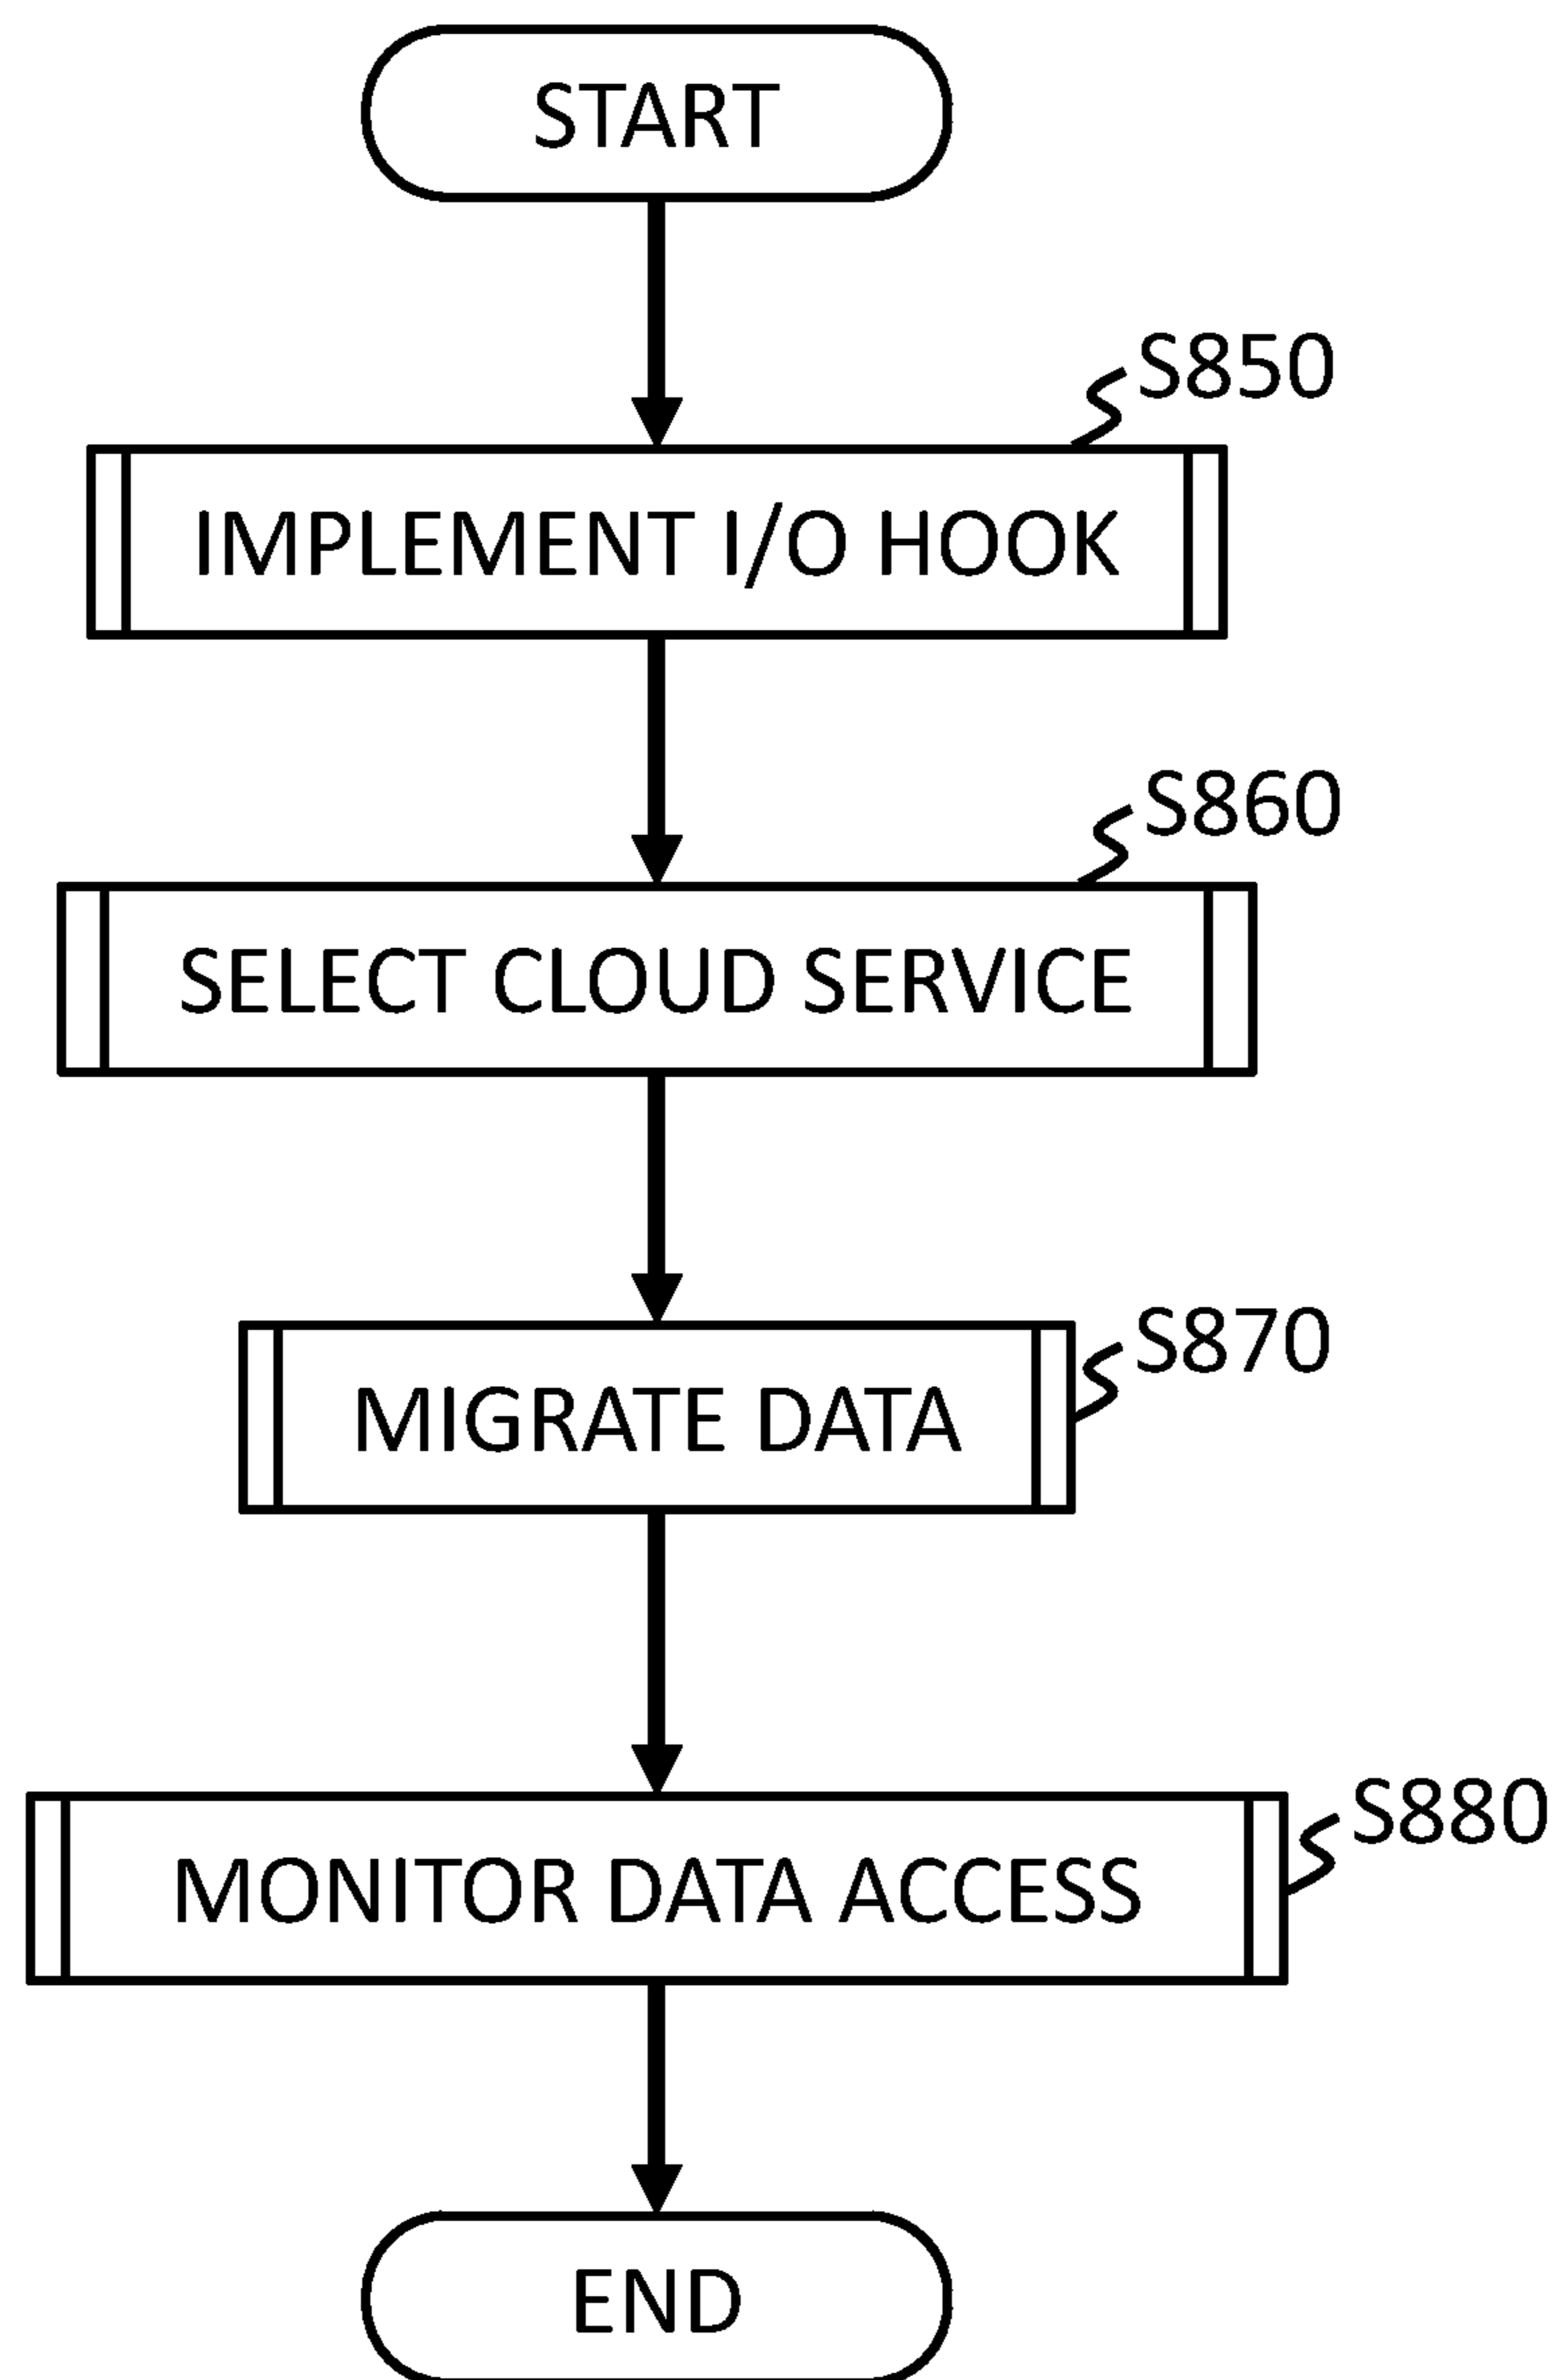 START
S850
IMPLEMENT I/O HOOK
S860
SELECT CLOUD SERVICE
S870
MIGRATE DATA
S880
MONITOR DATA ACCESS
END